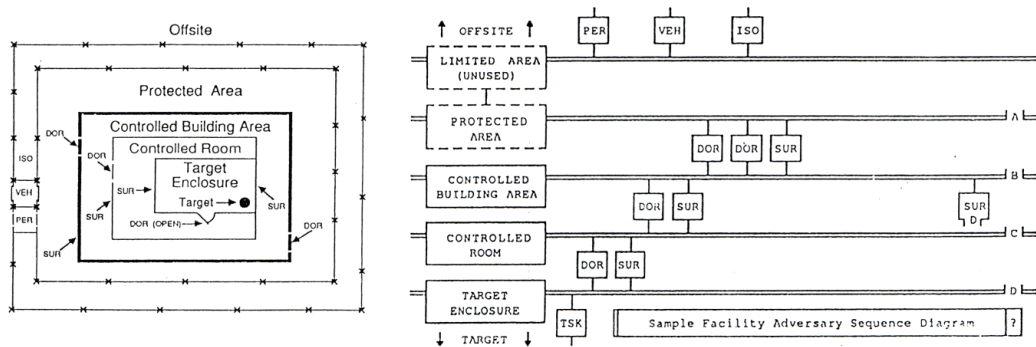 Offsite
Protected Area
Controlled Building Area
Controlled Room
Target
Enclosure
Target
DOR (OPEN)
DOR
DOR
SUR
SUR
SUR
SUR
DOR
ISO
VEH
PER
OFFSITE
PER
VEH
ISO
LIMITED AREA
(UNUSED)
PROTECTED
AREA
A
DOR
DOR
SUR
CONTROLLED
BUILDING AREA
B
DOR
SUR
SUR
D
CONTROLLED
ROOM
C
DOR
SUR
TARGET
ENCLOSURE
D
TSK
Sample Facility Adversary Sequence Diagram
?
TARGET